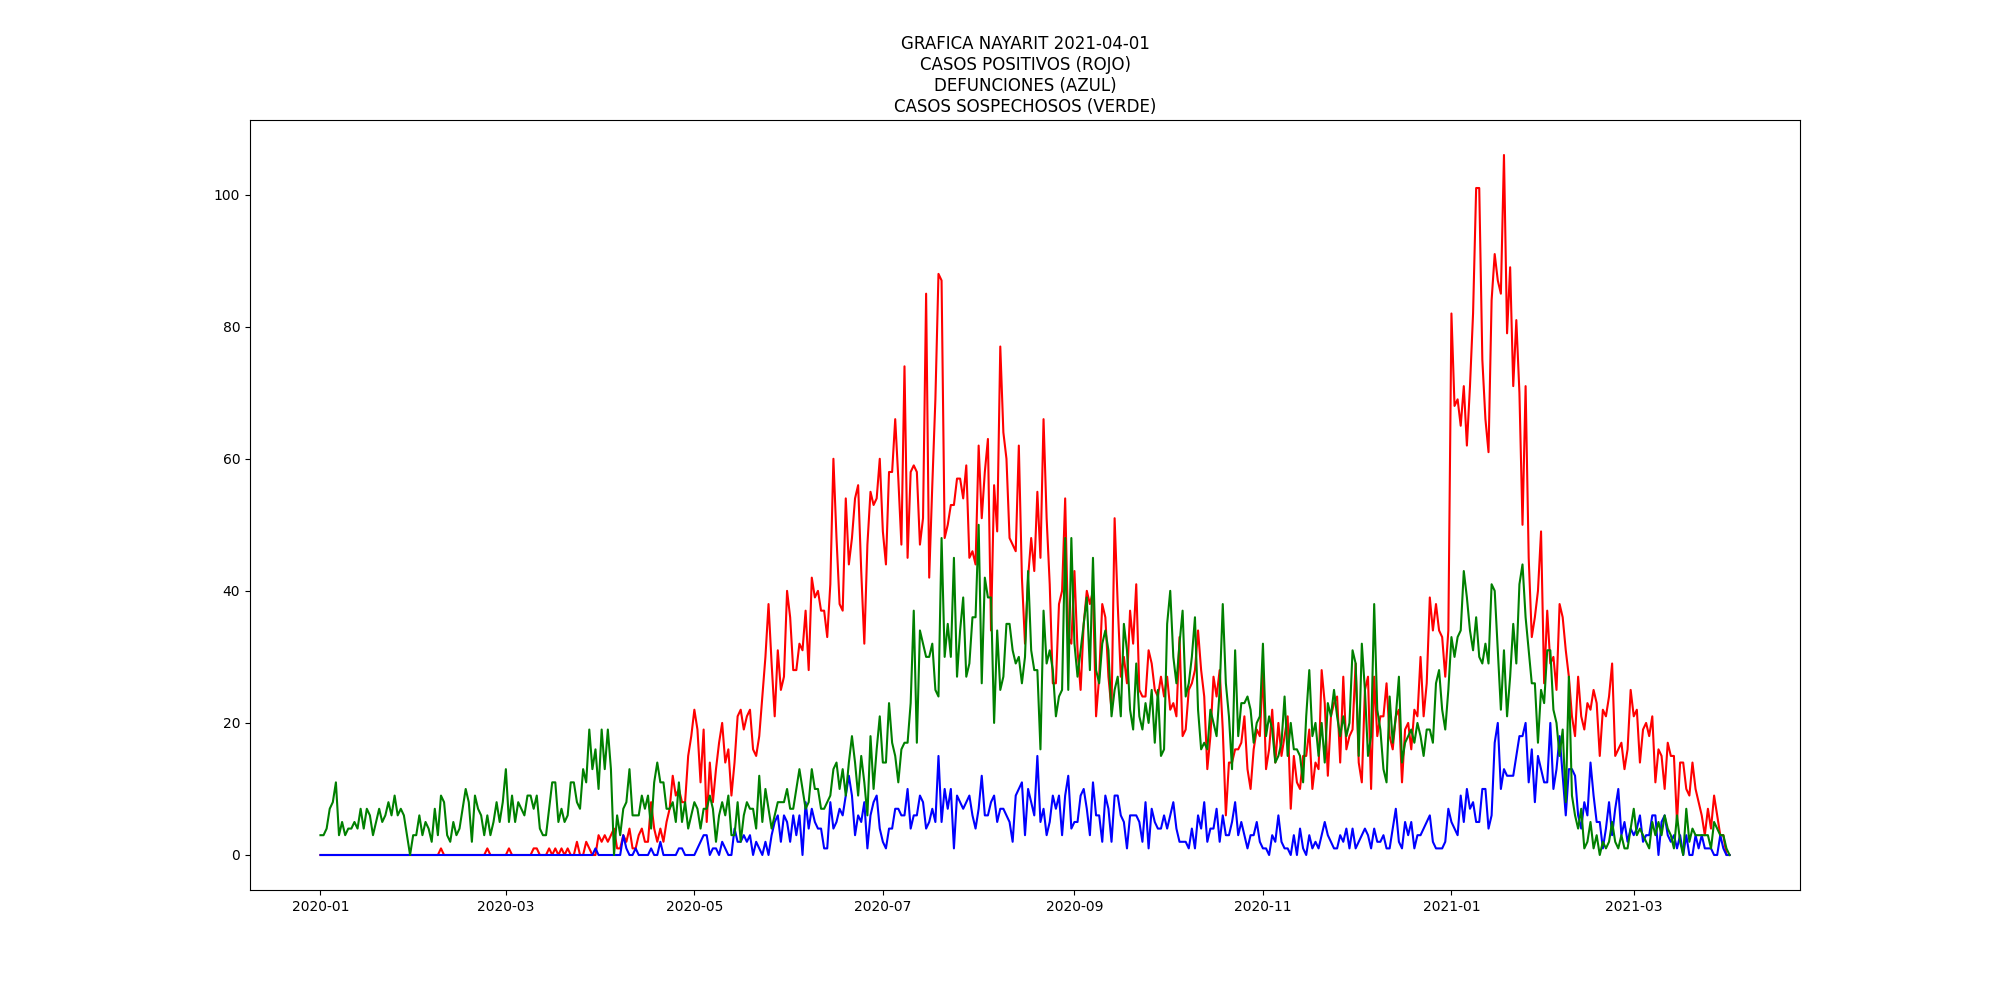 GRAFICA NAYARIT 2021-04-01
CASOS POSITIVOS (ROJO)
DEFUNCIONES (AZUL)
CASOS SOSPECHOSOS (VERDE)
100
80
60
40
20
0
2020-01 2020-03 2020-05 2020-07 2020-09 2020-11 2021-01 2021-03